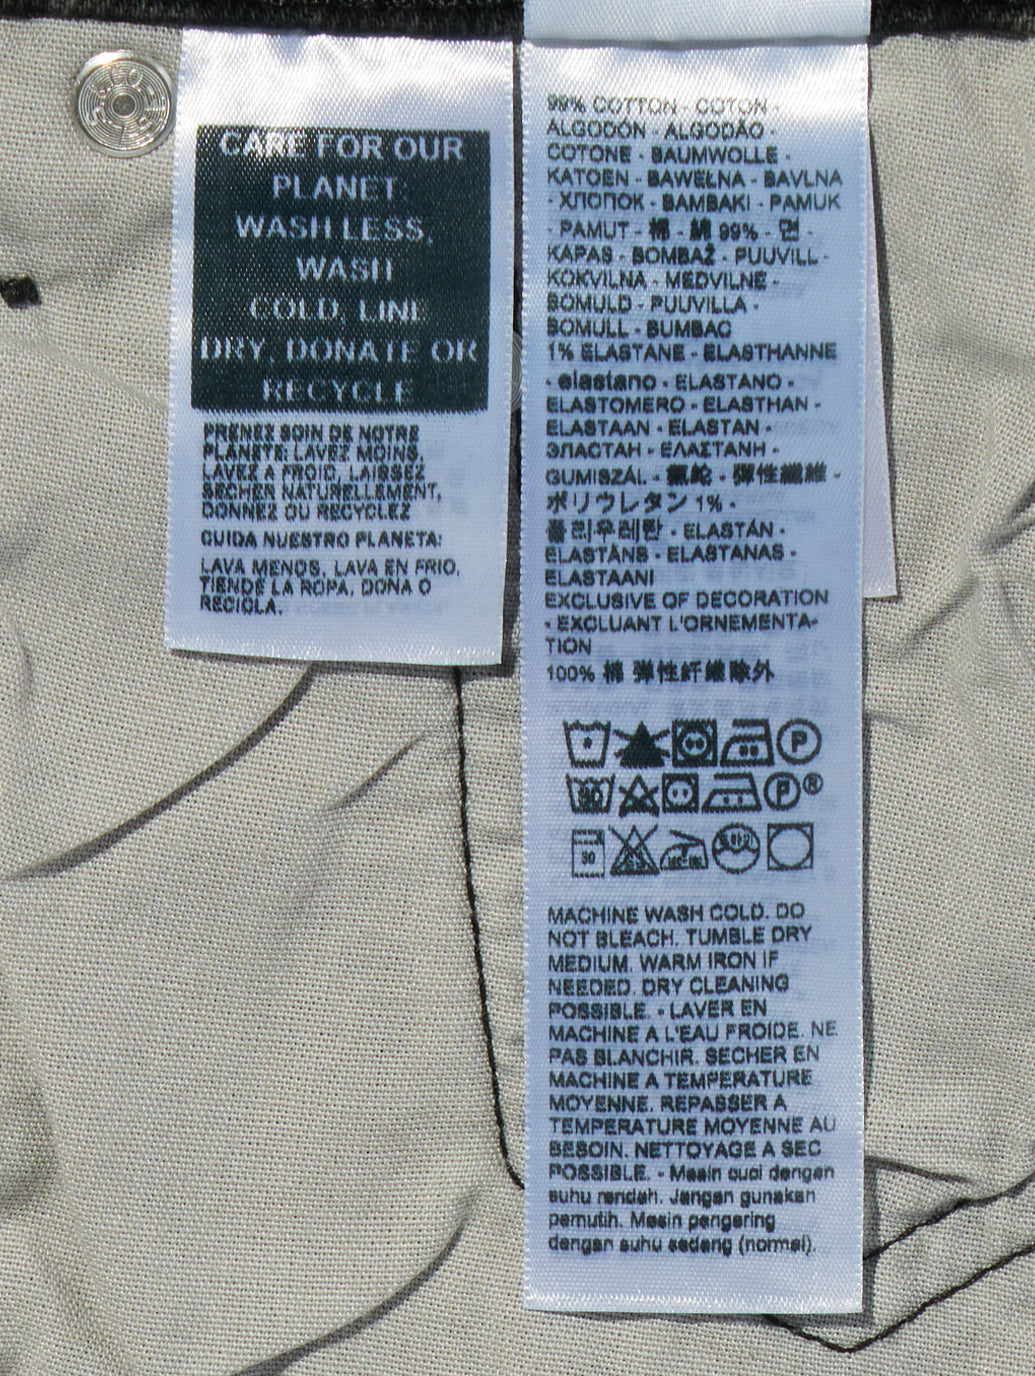 CARE FOR OUR
PLANET:
WASH LESS,
WASH
COLD, LINE
DRY, DONATE OR
RECYCLE
PRENEZ SOIN DE NOTRE
PLANÈTE: LAVEZ MOINS,
LAVEZ À FROID, LAISSEZ
SÉCHER NATURELLEMENT,
DONNEZ OU RECYCLEZ
CUIDA NUESTRO PLANETA:
LAVA MENOS, LAVA EN FRIO,
TIENDE LA ROPA, DONA O
RECICLA.
99% COTTON - COTON -
ALGODÓN - ALGODÃO -
COTONE - BAUMWOLLE -
KATOEN - BAWEŁNA - BAVLNA
- ХЛОПОК - BAMBAKI - PAMUK
- PAMUT - 棉 - 綿 99% - 면 -
KAPAS - BOMBAŽ - PUUVILL -
KOKVILNA - MEDVILNE -
BOMULD - PUUVILLA -
BOMULL - BUMBAC
1% ELASTANE - ELASTHANNE
- elastano - ELASTANO -
ELASTOMERO - ELASTHAN -
ELASTAAN - ELASTAN -
ЭЛАСТАН - ΕΛΑΣΤΑΝΗ -
GUMISZÁL - 氨綸 - 彈性纖維 -
ポリウレタン 1% -
폴리우레탄 - ELASTÁN -
ELASTĀNS - ELASTANAS -
ELASTAANI
EXCLUSIVE OF DECORATION
- EXCLUANT L'ORNEMENTA-
TION
100% 棉 弹性纤维除外
P
P®
30
MACHINE WASH COLD. DO
NOT BLEACH. TUMBLE DRY
MEDIUM. WARM IRON IF
NEEDED. DRY CLEANING
POSSIBLE. - LAVER EN
MACHINE A L'EAU FROIDE. NE
PAS BLANCHIR. SECHER EN
MACHINE A TEMPERATURE
MOYENNE. REPASSER A
TEMPERATURE MOYENNE AU
BESOIN. NETTOYAGE A SEC
POSSIBLE. - Mesin cuci dengan
suhu rendah. Jangan gunakan
pemutih. Mesin pengering
dengan suhu sedang (normal).